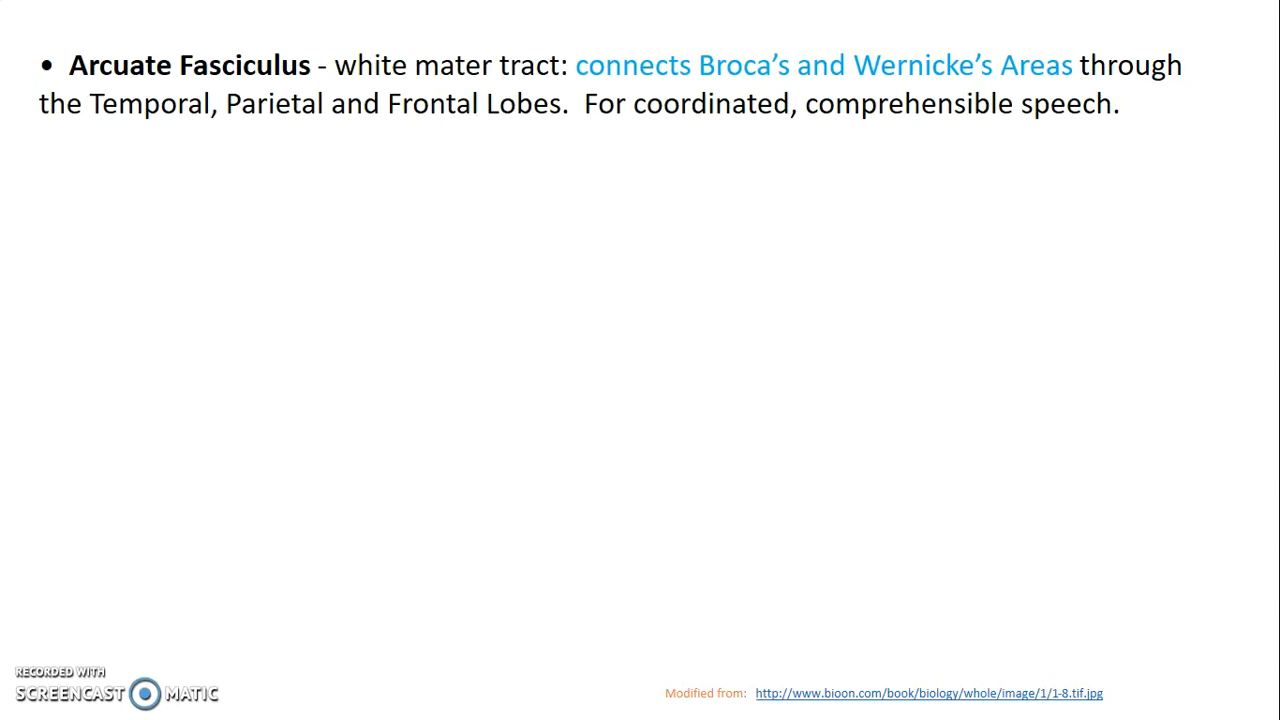 • Arcuate Fasciculus - white mater tract: connects Broca’s and Wernicke’s Areas through
the Temporal, Parietal and Frontal Lobes.  For coordinated, comprehensible speech.
RECORDED WITH
SCREENCAST MATIC
Modified from: http://www.bioon.com/book/biology/whole/image/1/1-8.tif.jpg